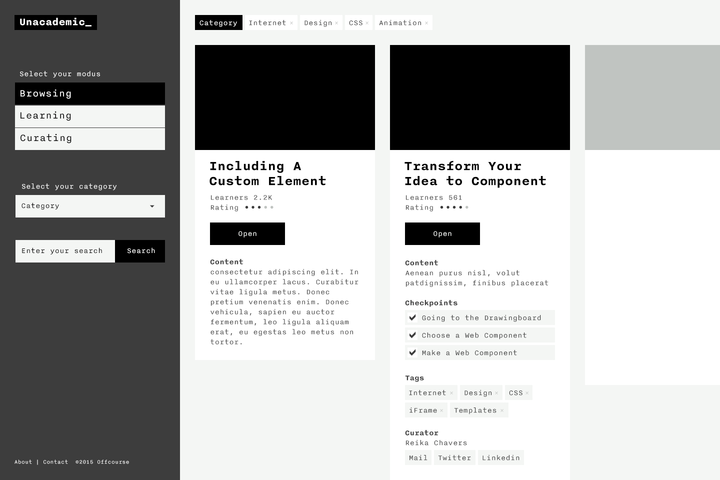 Unacademic_
Select your modus
Browsing
Learning
Curating
Select your category
Category
Enter your search Search
About | Contact ©2015 Offcourse
Category Internet × Design × CSS × Animation ×
Including A
Custom Element
Learners 2.2K
Rating
Open
Content
consectetur adipiscing elit. In
eu ullamcorper lacus. Curabitur
vitae ligula metus. Donec
pretium venenatis enim. Donec
vehicula, sapien eu auctor
fermentum, leo ligula aliquam
erat, eu egestas leo metus non
tortor.
Transform Your
Idea to Component
Learners 561
Rating
Open
Content
Aenean purus nisl, volut
patdignissim, finibus placerat
Checkpoints
Going to the Drawingboard
Choose a Web Component
Make a Web Component
Tags
Internet × Design × CSS ×
iFrame × Templates ×
Curator
Reika Chavers
Mail Twitter Linkedin